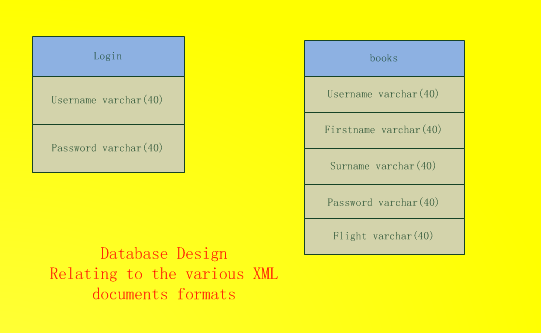 Login
Username varchar(40)
Password varchar(40)
books
Username varchar(40)
Firstname varchar(40)
Surname varchar(40)
Password varchar(40)
Flight varchar(40)
Database Design
Relating to the various XML
documents formats